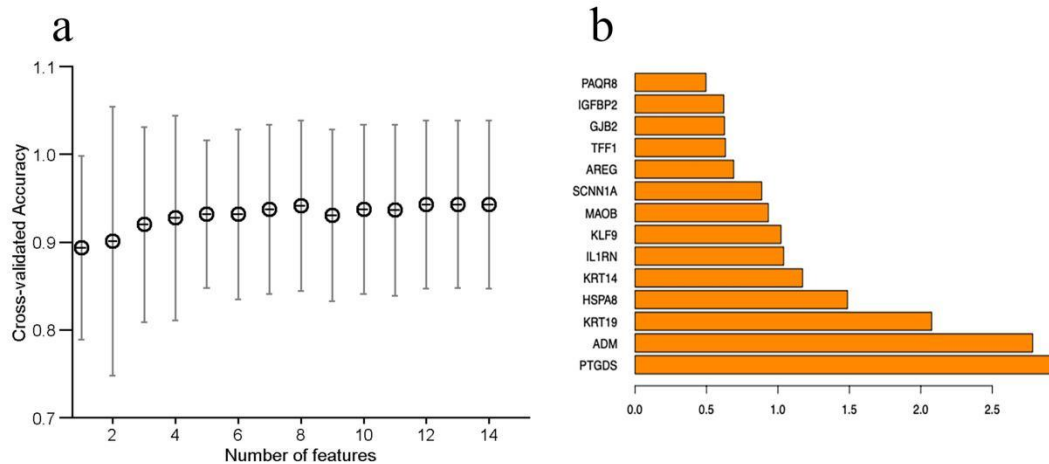 a
1.1
1.0
0.9
0.8
0.7
Cross-validated Accuracy
2 4 6 8 10 12 14
Number of features
b
PAQR8
IGFBP2
GJB2
TFF1
AREG
SCNN1A
MAOB
KLF9
IL1RN
KRT14
HSPA8
KRT19
ADM
PTGDS
0.0 0.5 1.0 1.5 2.0 2.5